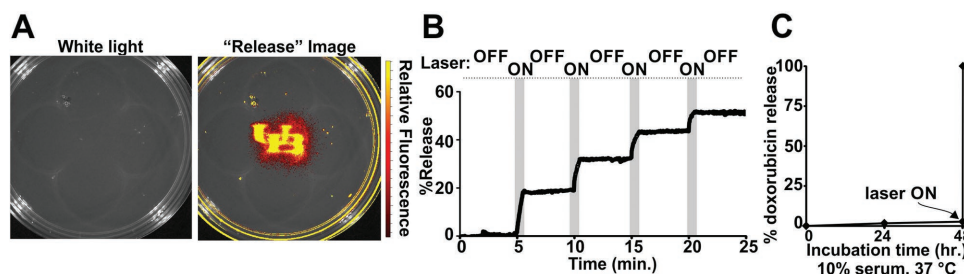 A
White light
“Release” Image
Relative Fluorescence
UB
B
Laser: OFF ON OFF ON OFF ON OFF ON OFF
%Release
60
40
20
0
0 5 10 15 20 25
Time (min.)
C
% doxorubicin release
100
75
50
25
0
laser ON
0 24 48
Incubation time (hr.)
10% serum, 37 °C